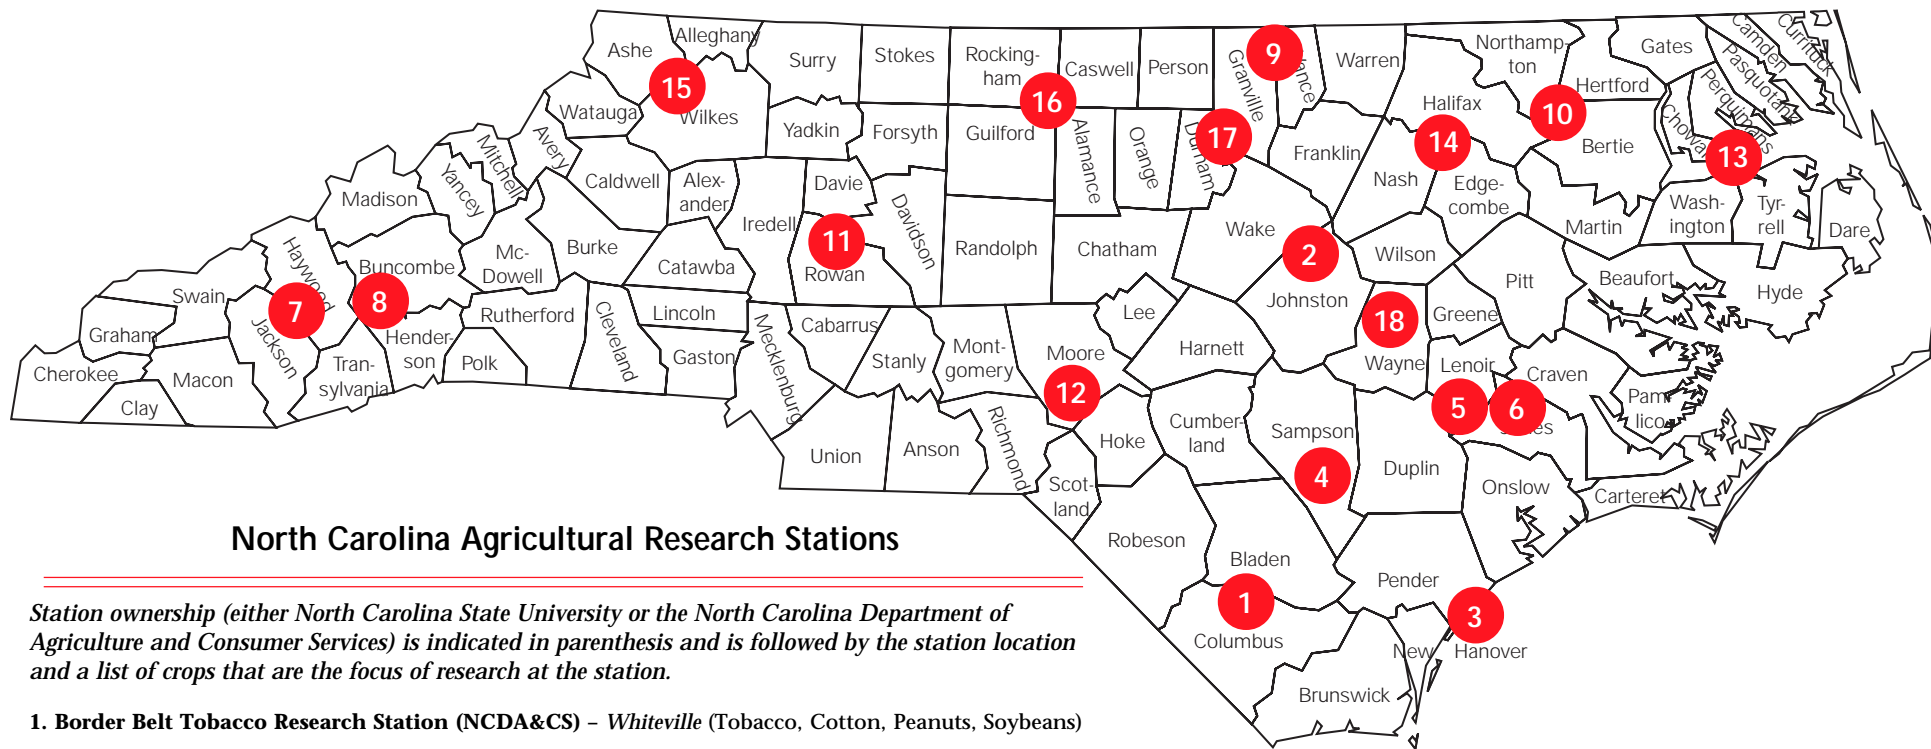 Ashe
Alleghany
Surry
Stokes
Rocking-
ham
Caswell
Person
Granville
9
Warren
Northamp-
ton
Gates
Hertford
Camden
Currituck
Pasquotank
Perquimans
15
Wilkes
Watauga
Yadkin
Forsyth
Guilford
16
Alamance
Orange
Durham
17
Franklin
Halifax
14
10
Bertie
Chowan
13
Avery
Mitchell
Yancey
Madison
Caldwell
Alex-
ander
Davie
Davidson
Iredell
11
Rowan
Randolph
Chatham
Wake
2
Nash
Edge-
combe
Wilson
Martin
Wash-
ington
Tyr-
rell
Dare
Haywood
Buncombe
Mc-
Dowell
Burke
Catawba
Swain
7
8
Rutherford
Cleveland
Lincoln
Gaston
Mecklenburg
Cabarrus
Stanly
Mont-
gomery
Moore
12
Lee
Harnett
Johnston
18
Wayne
Greene
Pitt
Beaufort
Hyde
Graham
Cherokee
Clay
Macon
Jackson
Tran-
sylvania
Hender-
son
Polk
Union
Anson
Richmond
Scot-
land
Hoke
Cumber-
land
Sampson
4
Duplin
Lenoir
5
6
Craven
Pam-
lico
Onslow
Carteret
Robeson
Bladen
Pender
1
Columbus
3
New Hanover
Brunswick
North Carolina Agricultural Research Stations
Station ownership (either North Carolina State University or the North Carolina Department of
Agriculture and Consumer Services) is indicated in parenthesis and is followed by the station location
and a list of crops that are the focus of research at the station.
1. Border Belt Tobacco Research Station (NCDA&CS) – Whiteville (Tobacco, Cotton, Peanuts, Soybeans)